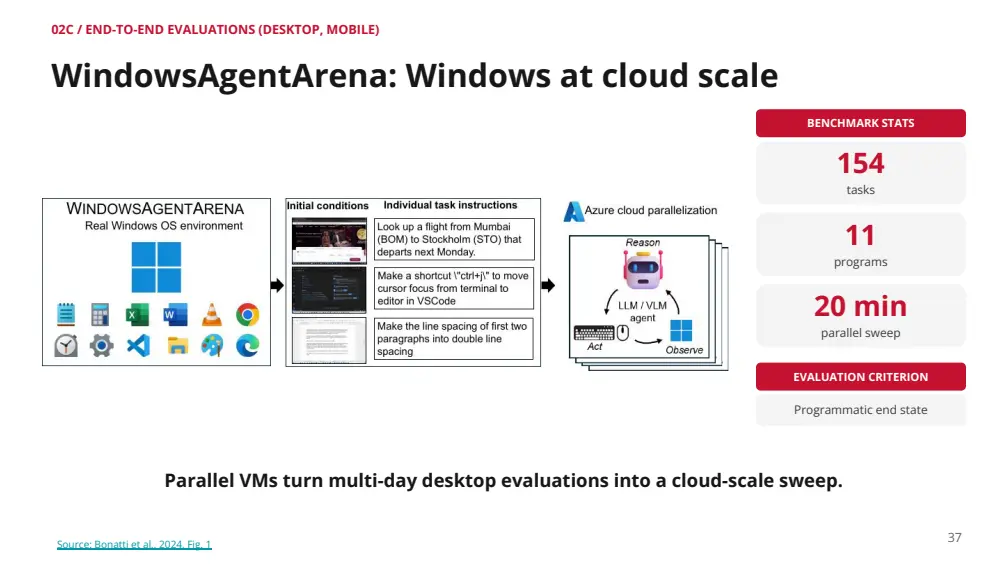 02C / END-TO-END EVALUATIONS (DESKTOP, MOBILE)
WindowsAgentArena: Windows at cloud scale
WINDOWSAGENTARENA
Real Windows OS environment
Initial conditions
Individual task instructions
Look up a flight from Mumbai
(BOM) to Stockholm (STO) that
departs next Monday.
Make a shortcut \"ctrl+j\" to move
cursor focus from terminal to
editor in VSCode
Make the line spacing of first two
paragraphs into double line
spacing
Azure cloud parallelization
Reason
LLM / VLM
agent
Act
Observe
BENCHMARK STATS
154
tasks
11
programs
20 min
parallel sweep
EVALUATION CRITERION
Programmatic end state
Parallel VMs turn multi-day desktop evaluations into a cloud-scale sweep.
Source: Bonatti et al., 2024, Fig. 1
37